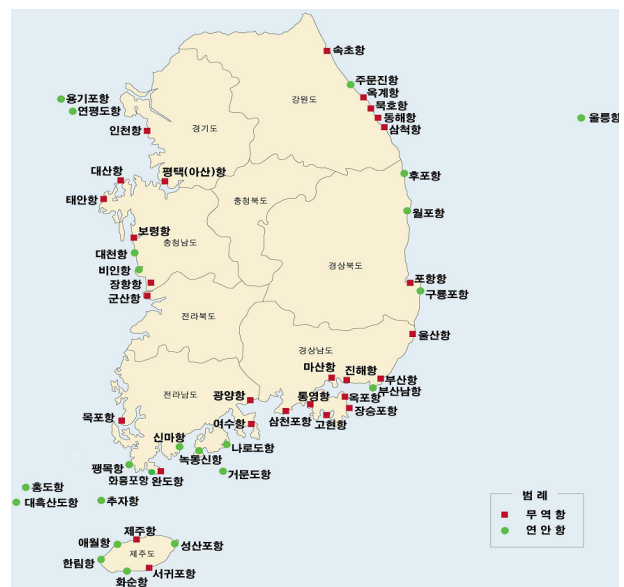 속초항
주문진항
옥계항
묵호항
동해항
삼척항
울릉항
용기포항
연평도항
인천항
강원도
경기도
대산항
평택(아산)항
태안항
충청북도
후포항
월포항
보령항
충청남도
대천항
비인항
장항항
군산항
경상북도
포항항
구룡포항
전라북도
울산항
경상남도
마산항
진해항
부산항
부산남항
전라남도
광양항
통영항
옥포항
장승포항
목포항
여수항
삼천포항
고현항
신마항
녹동신항
나로도항
팽목항
화흥포항
완도항
거문도항
홍도항
대흑산도항
추자항
제주항
애월항
성산포항
제주도
한림항
화순항
서귀포항
범 례
무 역 항
연 안 항